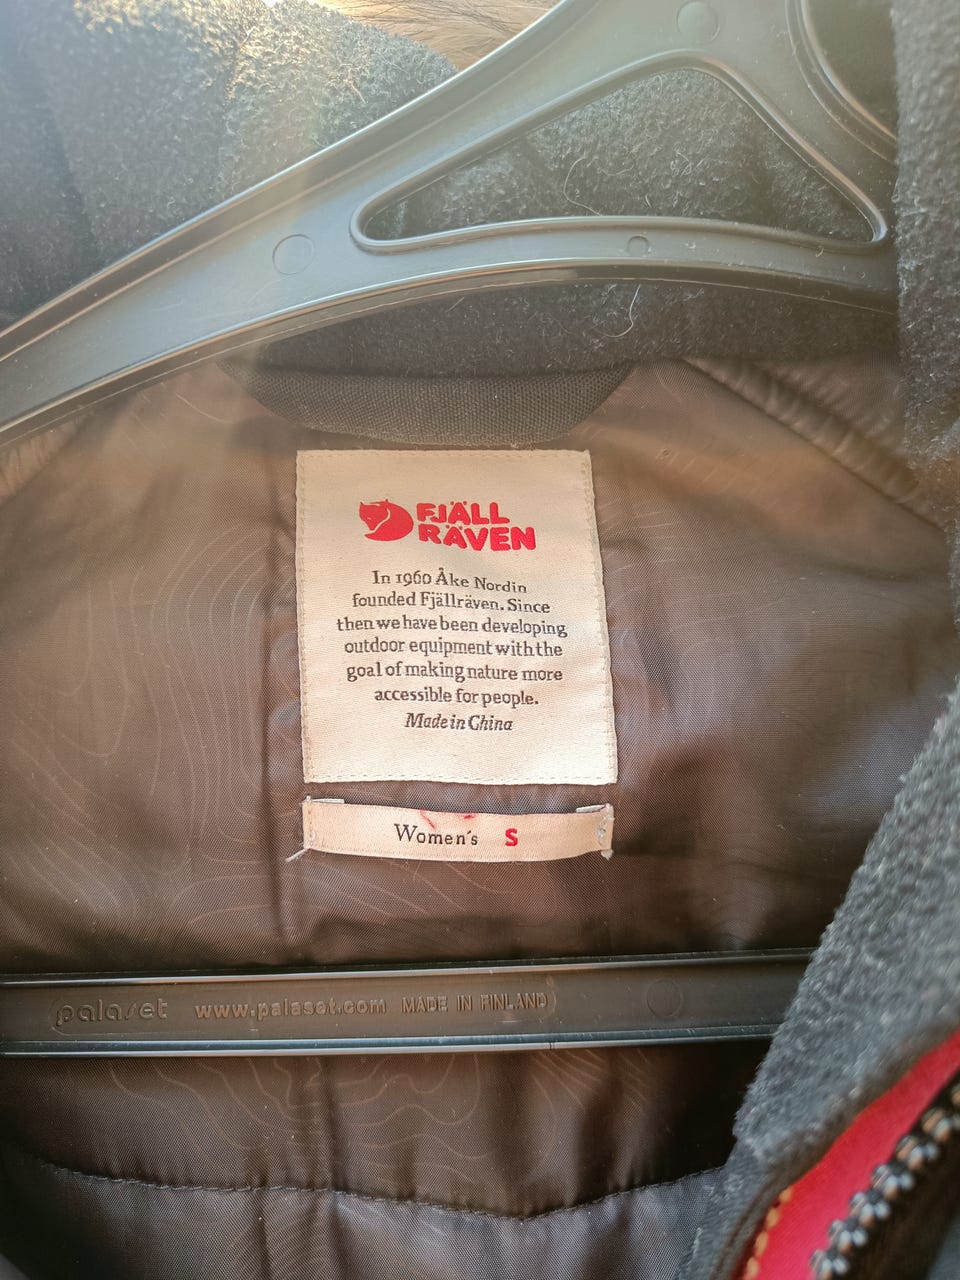 FJÄLL
RÄVEN
In 1960 Åke Nordin
founded Fjällräven. Since
then we have been developing
outdoor equipment with the
goal of making nature more
accessible for people.
Made in China
Women's S
palaset www.palaset.com MADE IN FINLAND